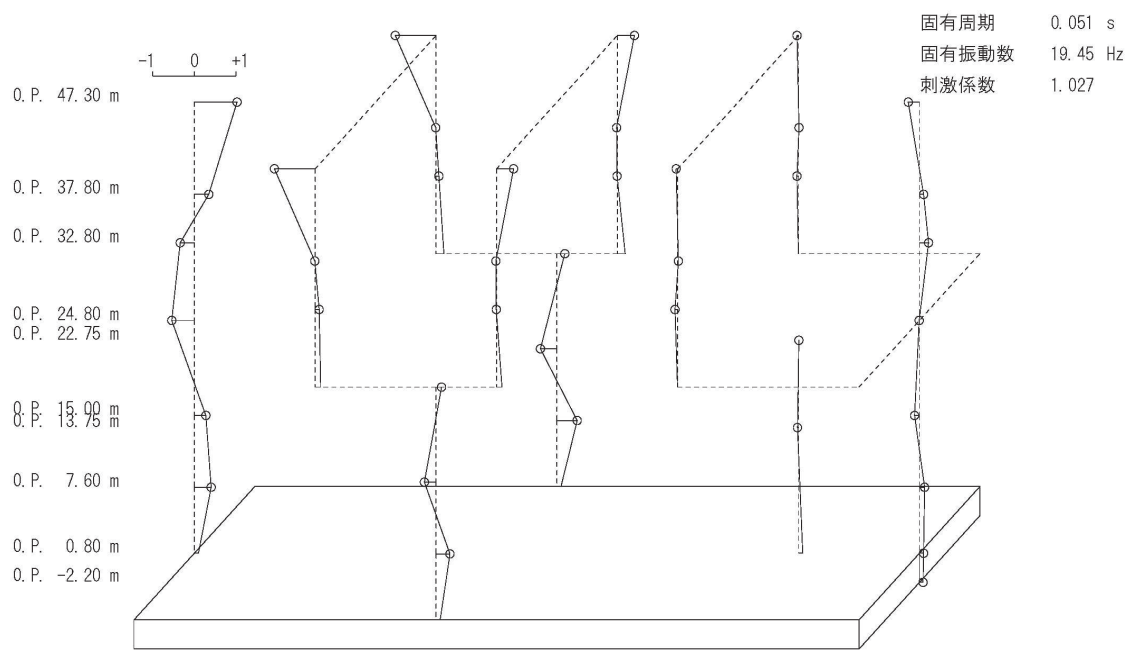 固有周期 0.051 s
固有振動数 19.45 Hz
刺激係数 1.027
-1 0 +1
O.P. 47.30 m
O.P. 37.80 m
O.P. 32.80 m
O.P. 24.80 m
O.P. 22.75 m
O.P. 15.00 m
O.P. 13.75 m
O.P. 7.60 m
O.P. 0.80 m
O.P. -2.20 m